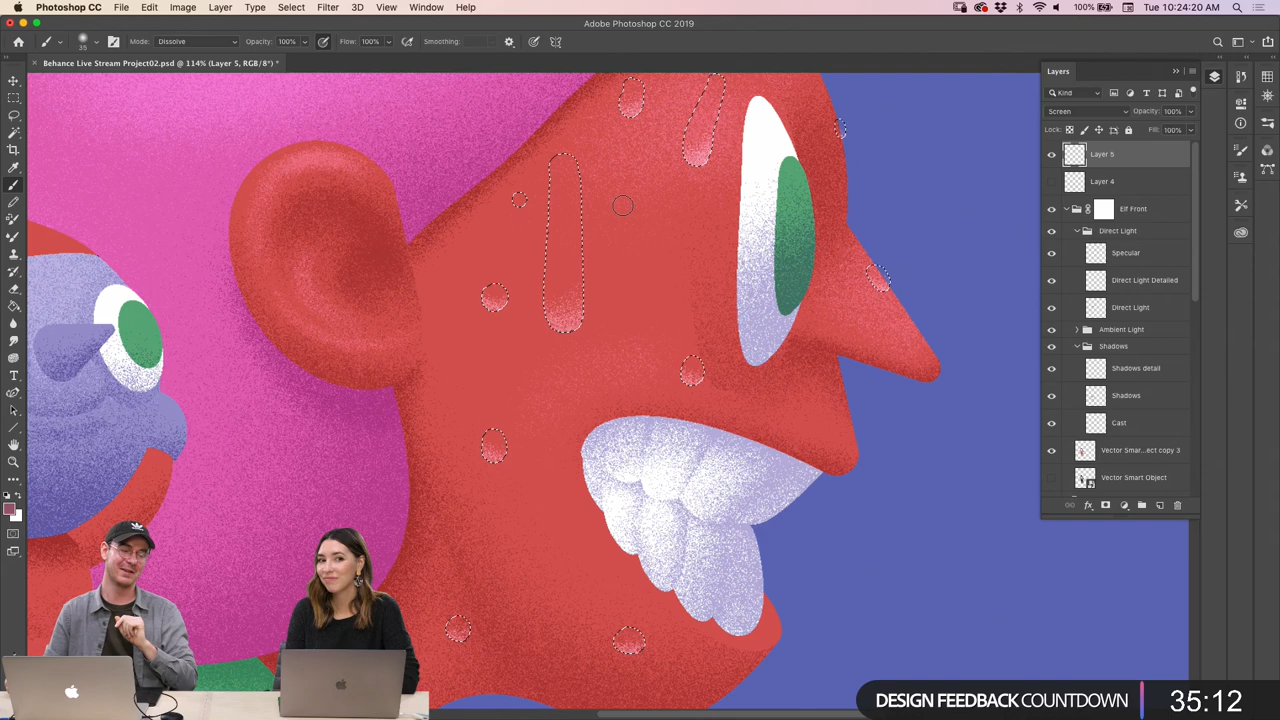 Photoshop CC File Edit Image Layer Type Select Filter 3D View Window Help 100% Tue 10:24:20 AM
Adobe Photoshop CC 2019
35 Mode: Dissolve Opacity: 100% Flow: 100% Smoothing:
× Behance Live Stream Project02.psd @ 114% (Layer 5, RGB/8*) *
Layers
Kind
Screen Opacity: 100%
Lock: Fill: 100%
Layer 5
Layer 4
Elf Front
Direct Light
Specular
Direct Light Detailed
Direct Light
Ambient Light
Shadows
Shadows detail
Shadows
Cast
Vector Smar...ect copy 3
Vector Smart Object
fx
DESIGN FEEDBACK COUNTDOWN 35:12